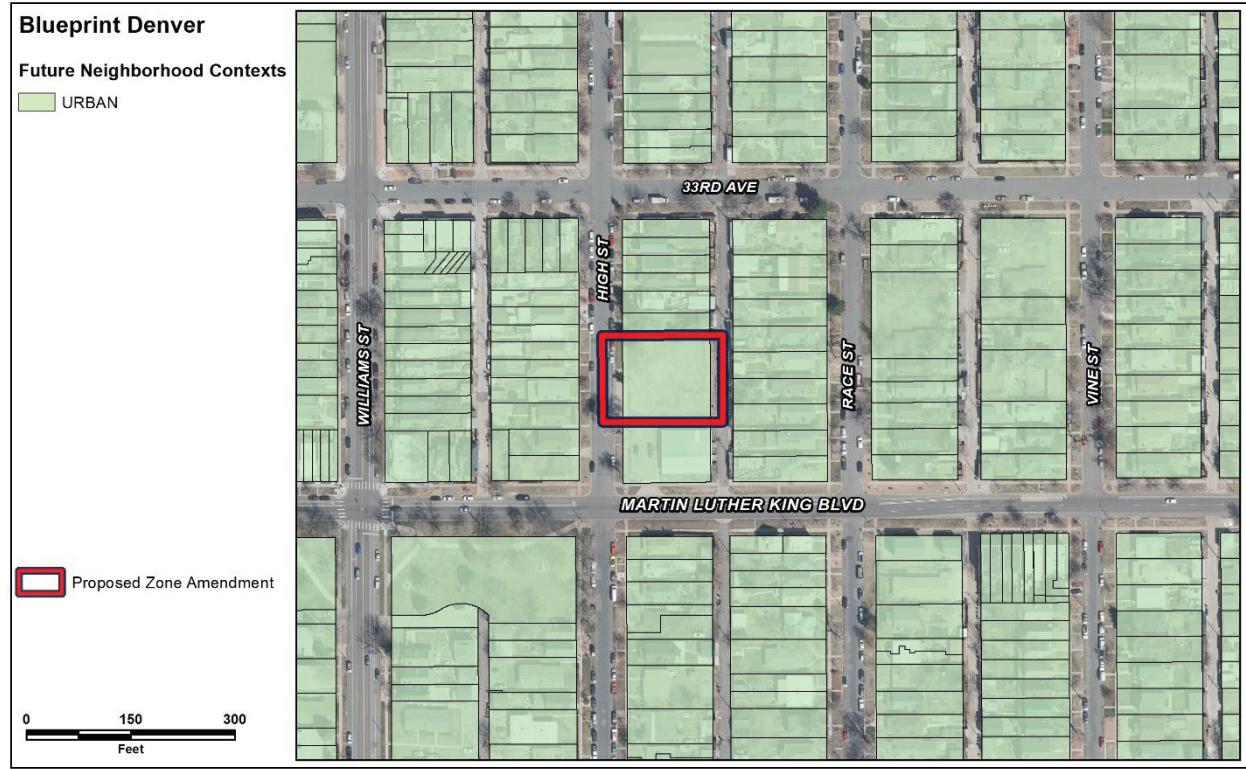 Blueprint Denver
Future Neighborhood Contexts
URBAN
33RD AVE
HIGH ST
WILLIAMS ST
RACE ST
VINE ST
MARTIN LUTHER KING BLVD
Proposed Zone Amendment
0 150 300
Feet